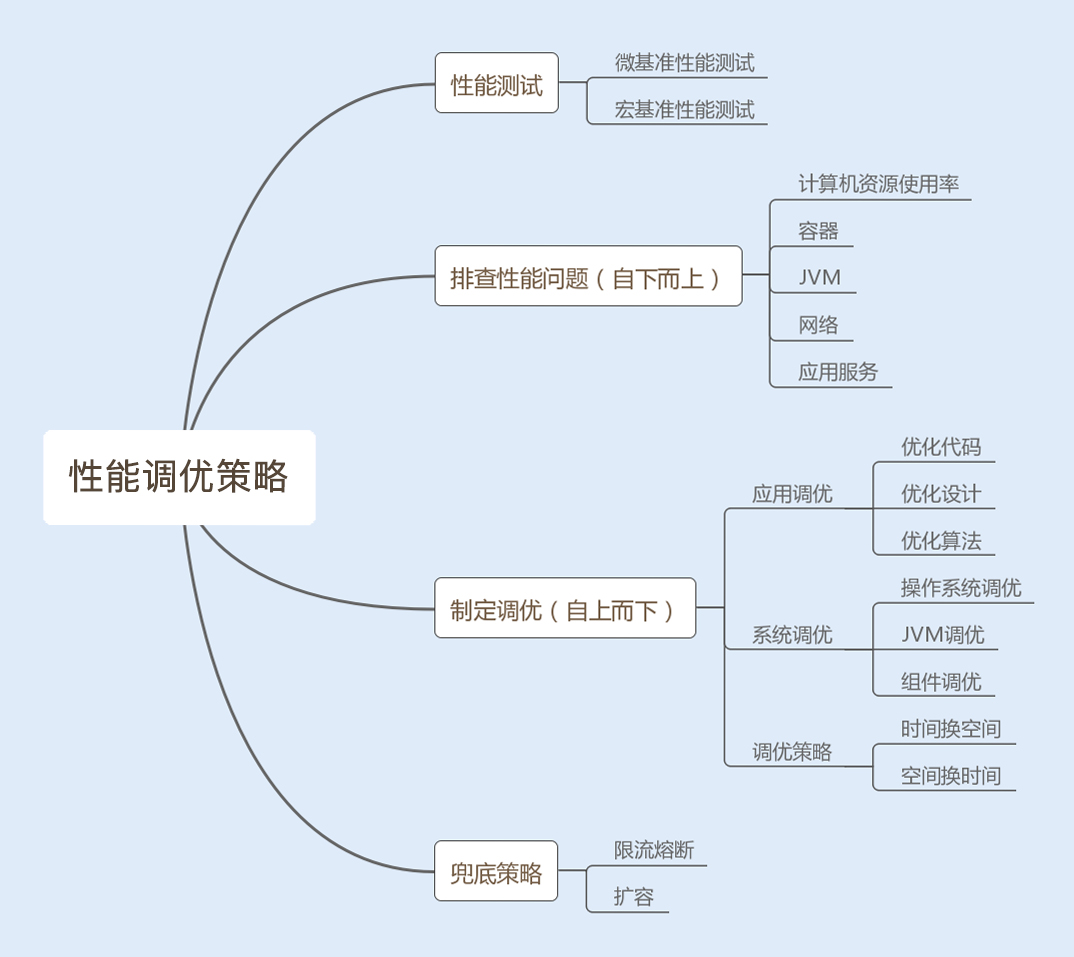 性能调优策略
性能测试
微基准性能测试
宏基准性能测试
排查性能问题（自下而上）
计算机资源使用率
容器
JVM
网络
应用服务
制定调优（自上而下）
应用调优
优化代码
优化设计
优化算法
系统调优
操作系统调优
JVM调优
组件调优
调优策略
时间换空间
空间换时间
兜底策略
限流熔断
扩容